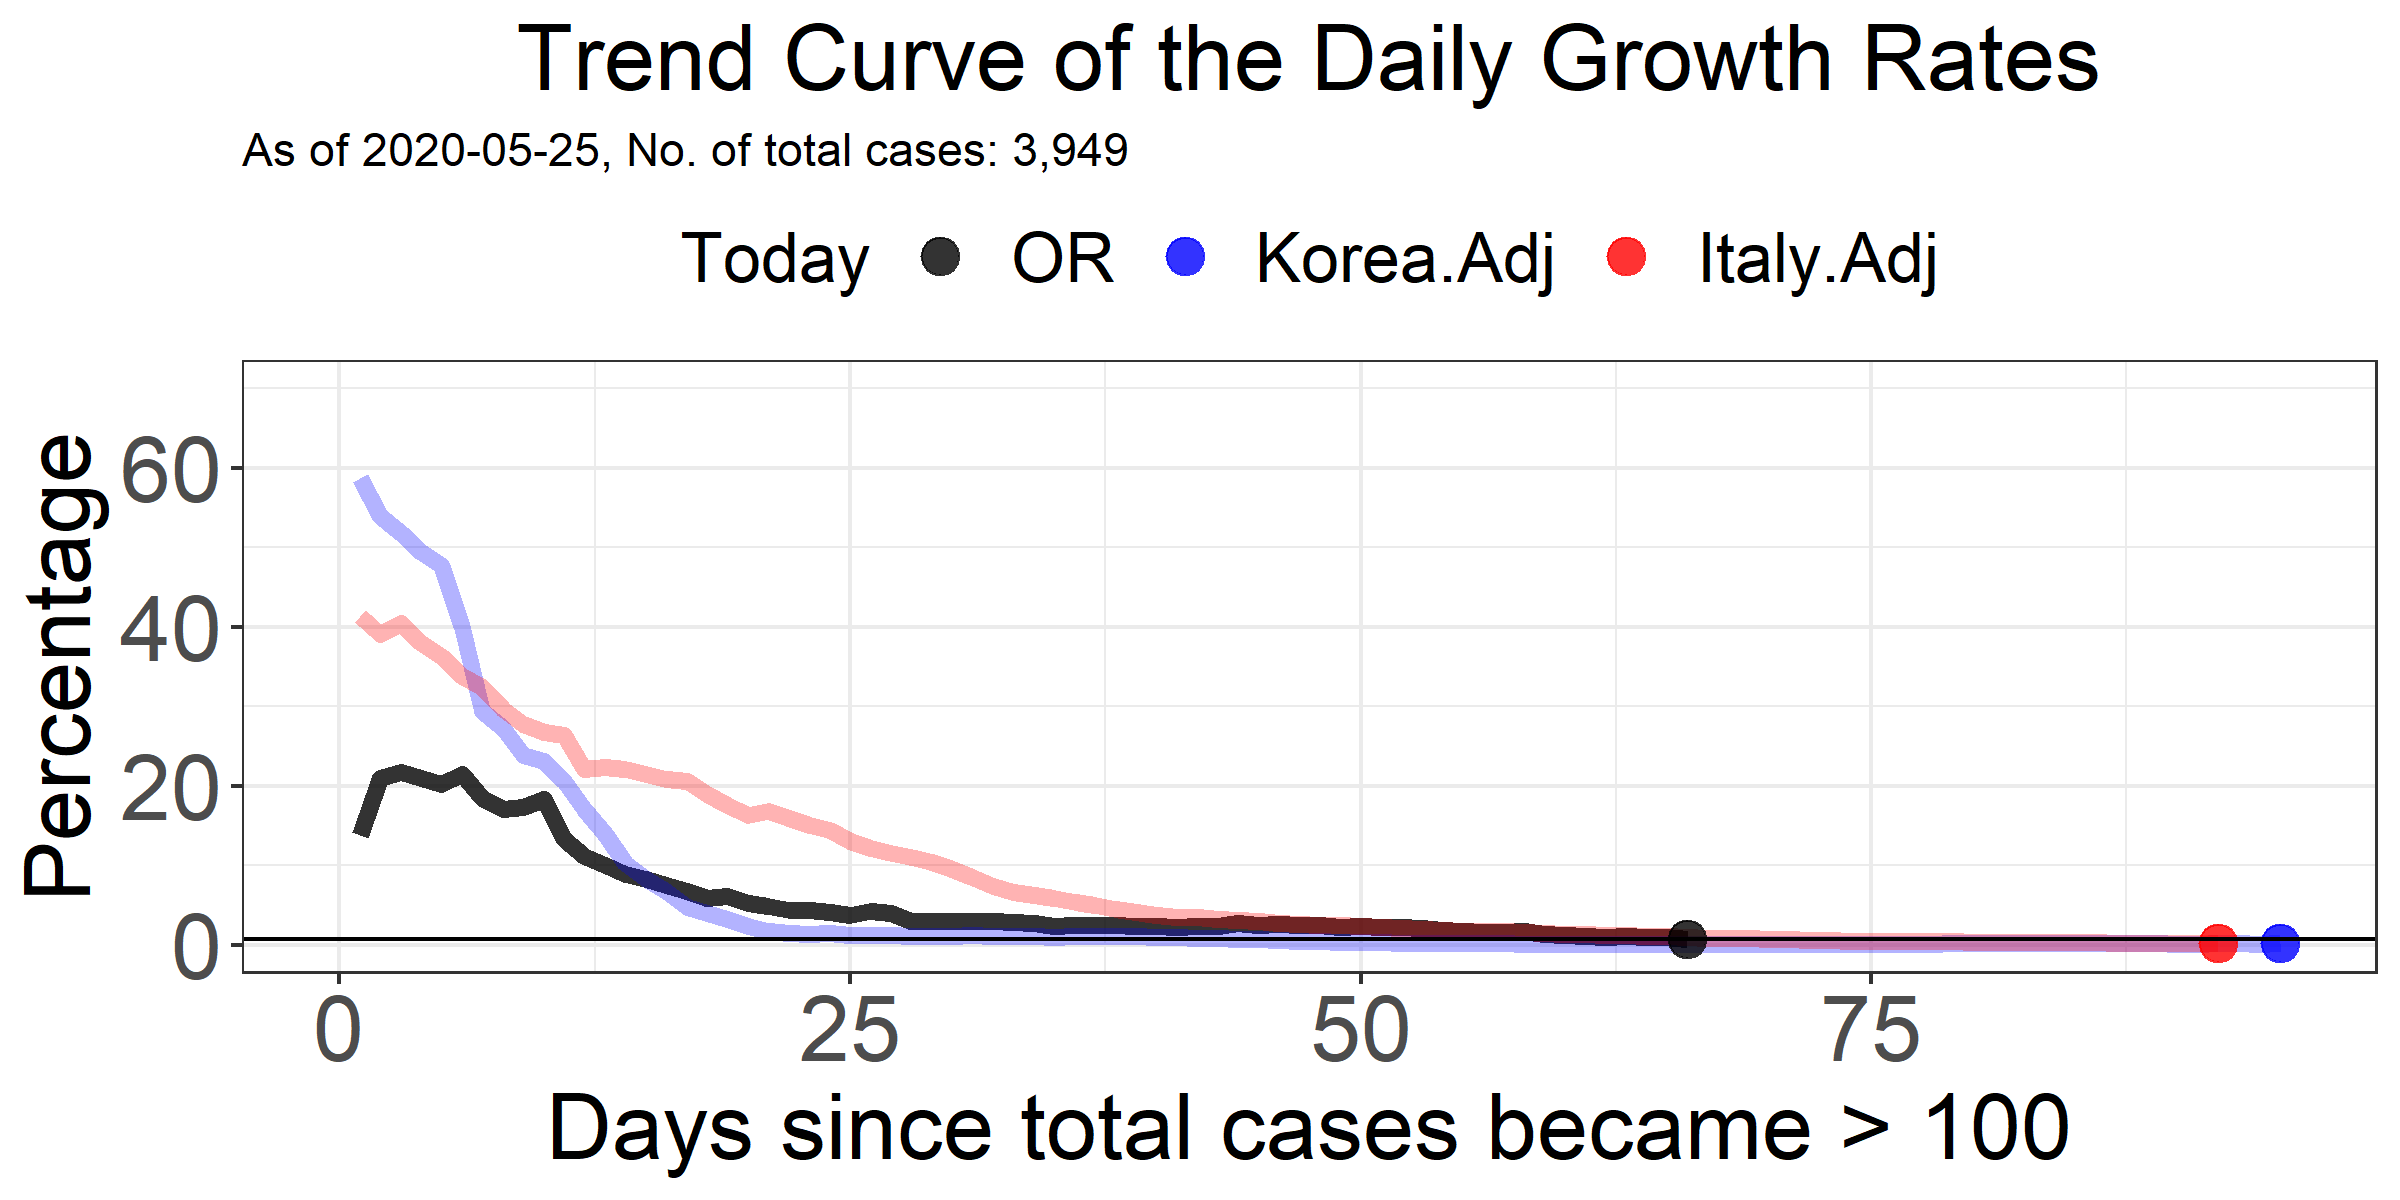 Trend Curve of the Daily Growth Rates
As of 2020-05-25, No. of total cases: 3,949
Today OR Korea.Adj Italy.Adj
Percentage
60
40
20
0
0 25 50 75
Days since total cases became > 100